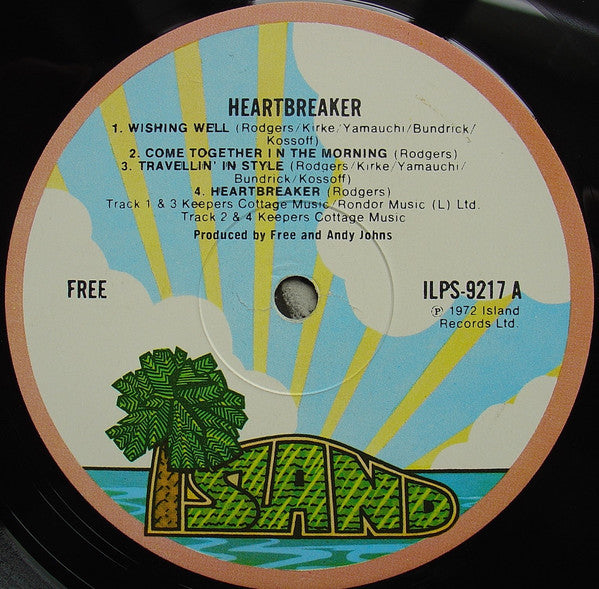 HEARTBREAKER
1. WISHING WELL (Rodgers/Kirke/Yamauchi/Bundrick/
Kossoff)
2. COME TOGETHER IN THE MORNING (Rodgers)
3. TRAVELLIN' IN STYLE (Rodgers/Kirke/Yamauchi/
Bundrick/Kossoff)
4. HEARTBREAKER (Rodgers)
Track 1 & 3 Keepers Cottage Music/Rondor Music (L) Ltd.
Track 2 & 4 Keepers Cottage Music
Produced by Free and Andy Johns
FREE
ILPS-9217 A
℗ 1972 Island
Records Ltd.
ISLAND